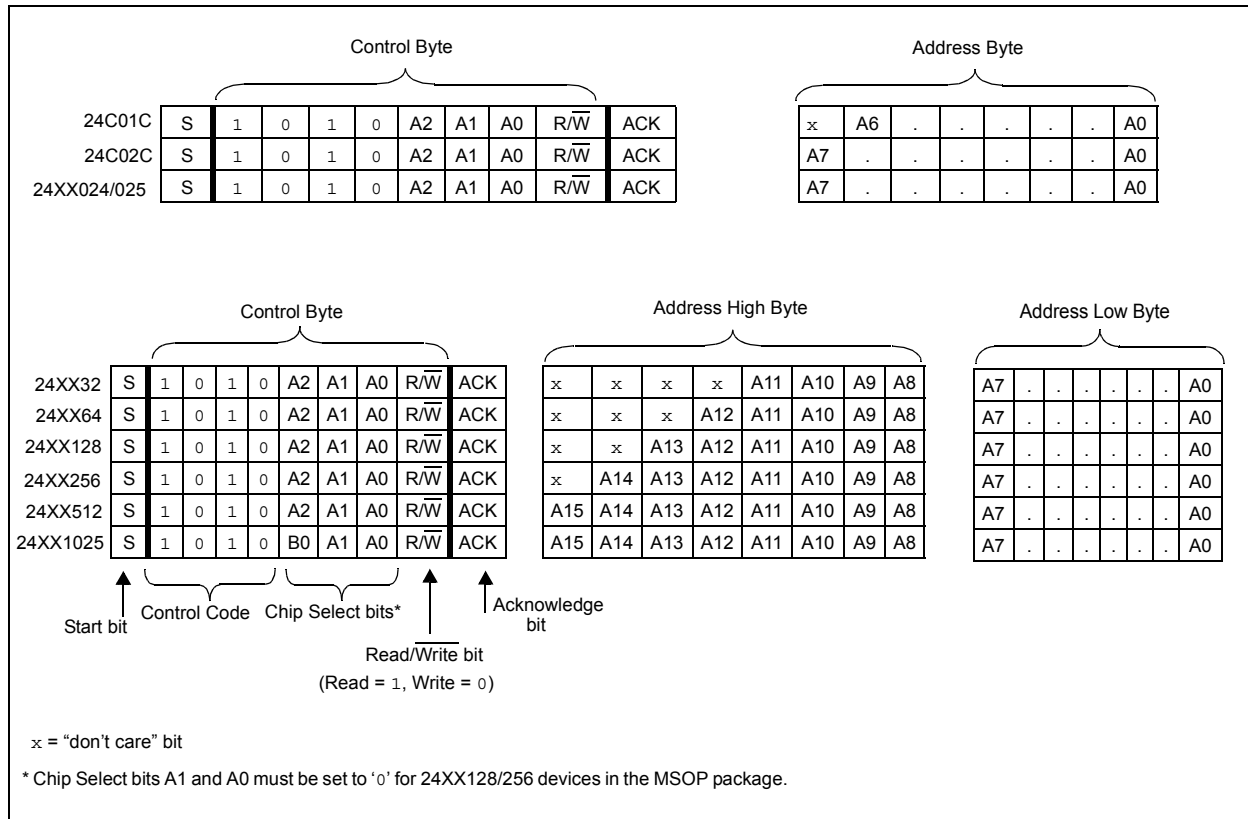 Control Byte Address Byte
24C01C S 1 0 1 0 A2 A1 A0 R/W ACK x A6 . . . . . A0
24C02C S 1 0 1 0 A2 A1 A0 R/W ACK A7 . . . . . . A0
24XX024/025 S 1 0 1 0 A2 A1 A0 R/W ACK A7 . . . . . . A0
Control Byte Address High Byte Address Low Byte
24XX32 S 1 0 1 0 A2 A1 A0 R/W ACK x x x x A11 A10 A9 A8 A7 . . . . . . A0
24XX64 S 1 0 1 0 A2 A1 A0 R/W ACK x x x A12 A11 A10 A9 A8 A7 . . . . . . A0
24XX128 S 1 0 1 0 A2 A1 A0 R/W ACK x x A13 A12 A11 A10 A9 A8 A7 . . . . . . A0
24XX256 S 1 0 1 0 A2 A1 A0 R/W ACK x A14 A13 A12 A11 A10 A9 A8 A7 . . . . . . A0
24XX512 S 1 0 1 0 A2 A1 A0 R/W ACK A15 A14 A13 A12 A11 A10 A9 A8 A7 . . . . . . A0
24XX1025 S 1 0 1 0 B0 A1 A0 R/W ACK A15 A14 A13 A12 A11 A10 A9 A8 A7 . . . . . . A0
Start bit Control Code Chip Select bits* Acknowledge
bit
Read/Write bit
(Read = 1, Write = 0)
x = “don’t care” bit
* Chip Select bits A1 and A0 must be set to ‘0’ for 24XX128/256 devices in the MSOP package.